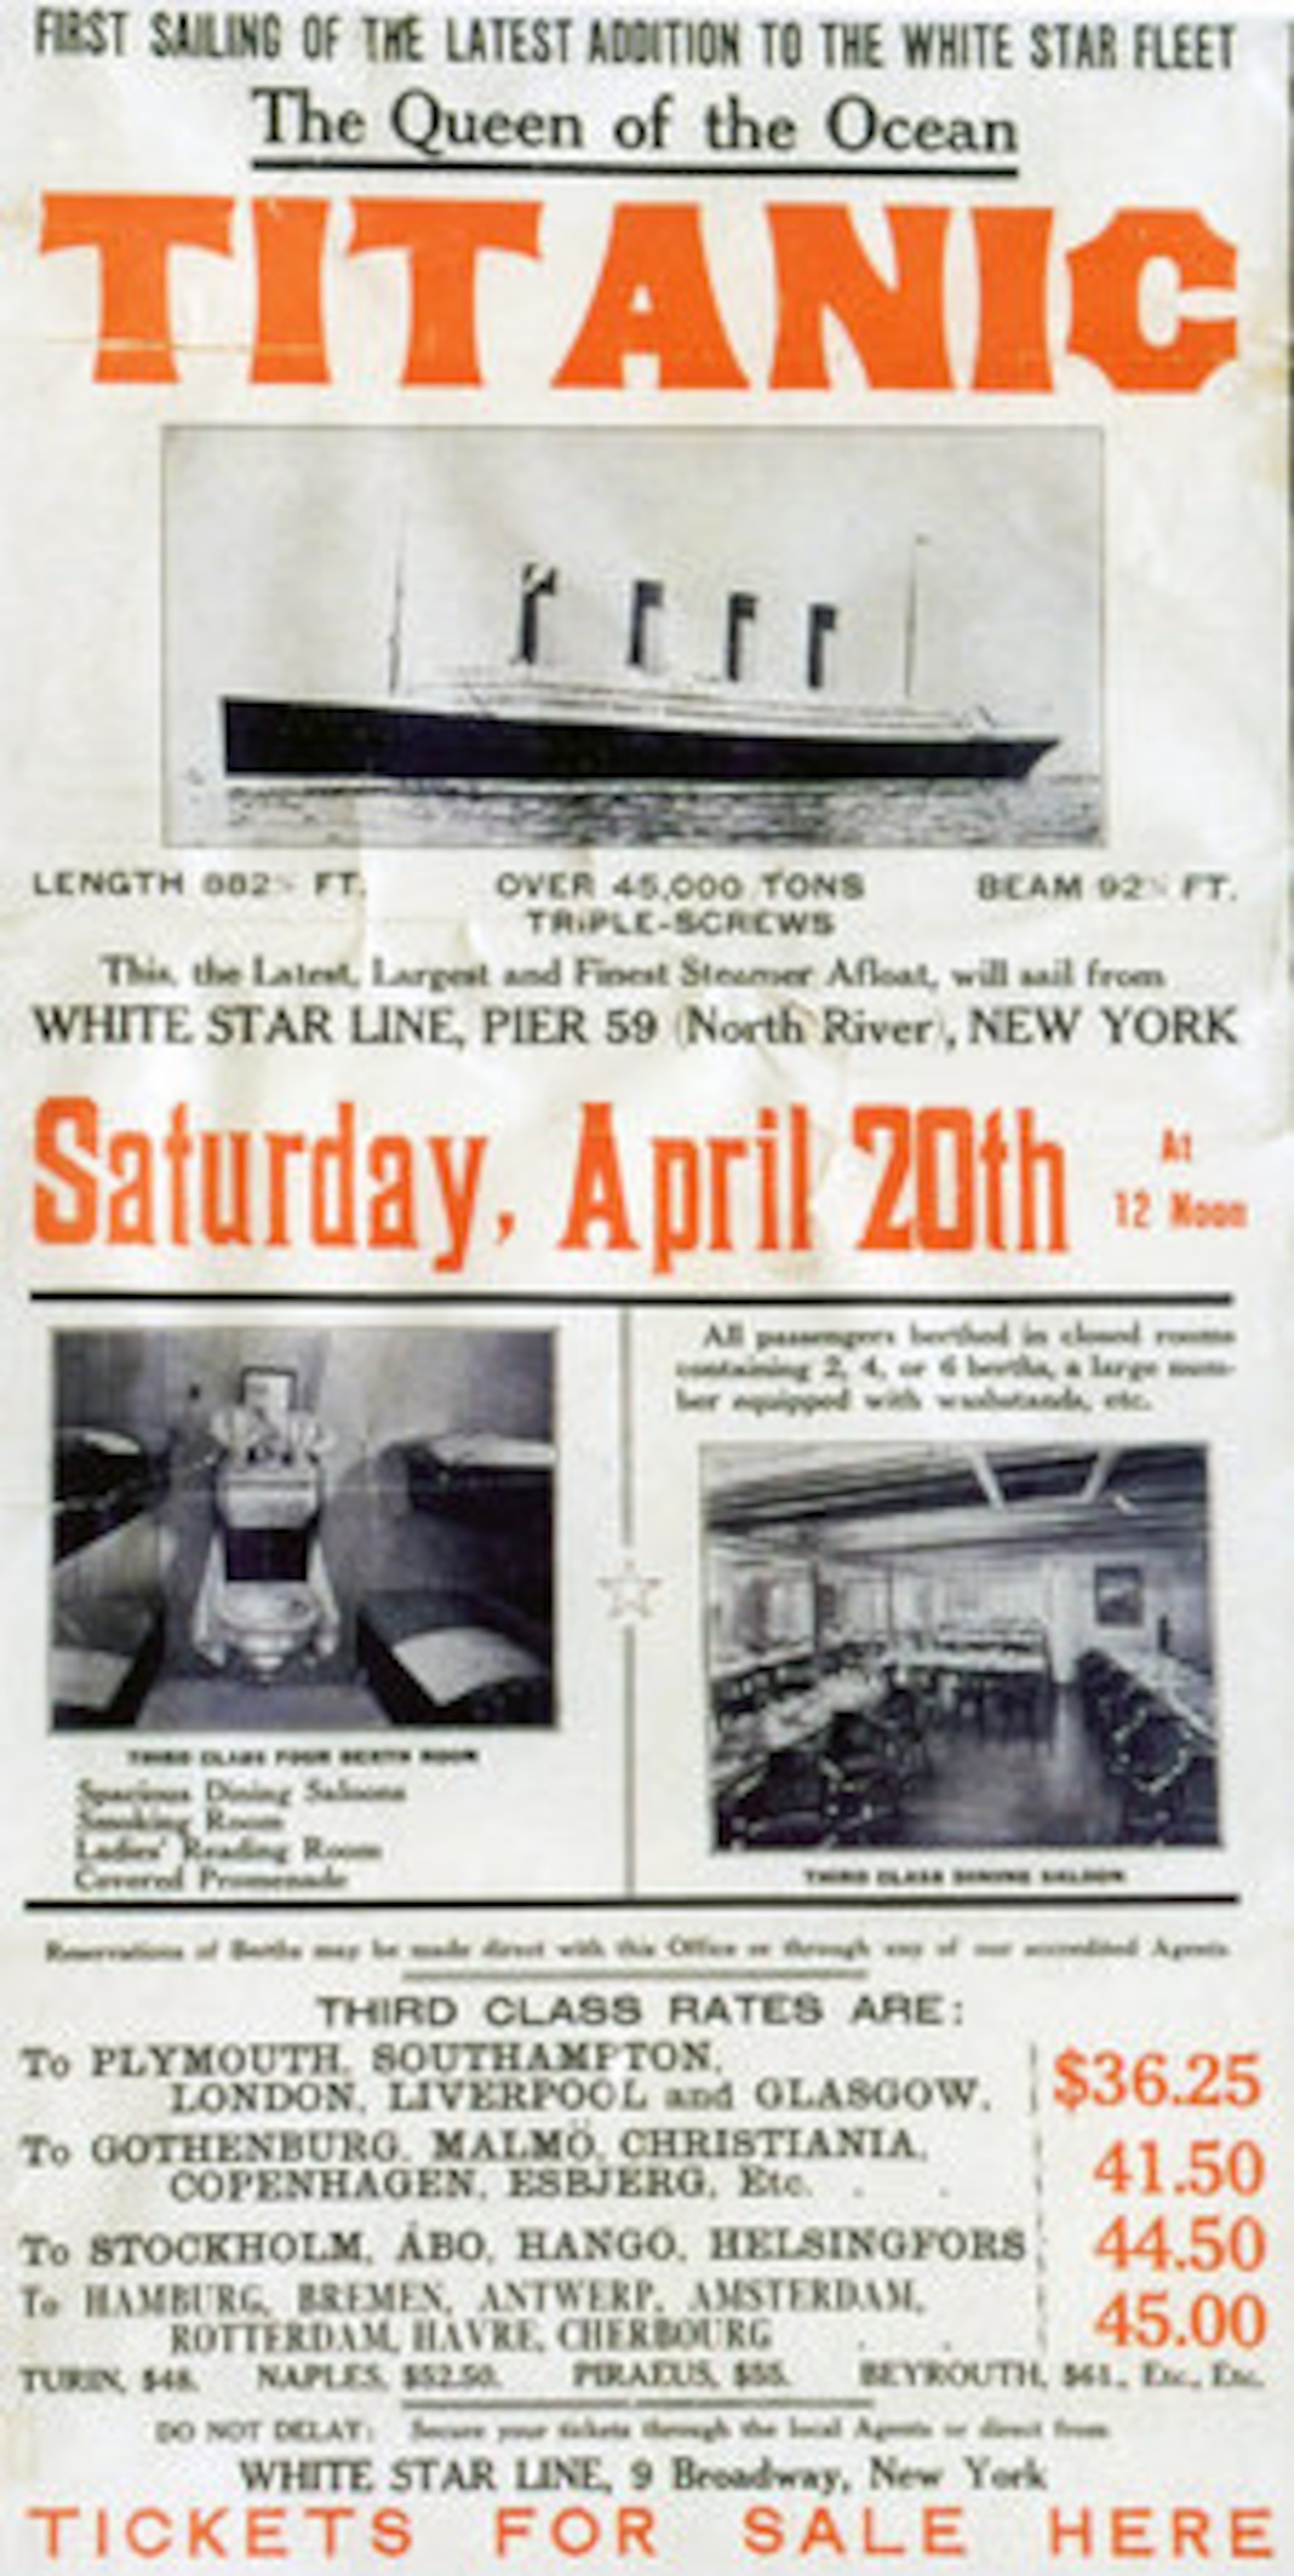 FIRST SAILING OF THE LATEST ADDITION TO THE WHITE STAR FLEET
The Queen of the Ocean
TITANIC
LENGTH 882½ FT.
OVER 45,000 TONS
TRIPLE-SCREWS
BEAM 92½ FT.
This, the Latest, Largest and Finest Steamer Afloat, will sail from
WHITE STAR LINE, PIER 59 (North River), NEW YORK
Saturday, April 20th
At
12 Noon
All passengers berthed in closed rooms
containing 2, 4, or 6 berths, a large num-
ber equipped with washstands, etc.
THIRD CLASS FOUR BERTH ROOM
Spacious Dining Saloons
Smoking Room
Ladies' Reading Room
Covered Promenade
THIRD CLASS DINING SALOON
Reservations of Berths may be made direct with this Office or through any of our accredited Agents
THIRD CLASS RATES ARE:
To PLYMOUTH, SOUTHAMPTON,
LONDON, LIVERPOOL and GLASGOW, $36.25
To GOTHENBURG, MALMÖ, CHRISTIANIA,
COPENHAGEN, ESBJERG, Etc. . . 41.50
To STOCKHOLM, ÅBO, HANGÖ, HELSINGFORS 44.50
To HAMBURG, BREMEN, ANTWERP, AMSTERDAM,
ROTTERDAM, HAVRE, CHERBOURG . . 45.00
TURIN, $48. NAPLES, $52.50. PIRAEUS, $55. BEYROUTH, $61., Etc., Etc.
DO NOT DELAY: Secure your tickets through the local Agents or direct from
WHITE STAR LINE, 9 Broadway, New York
TICKETS FOR SALE HERE